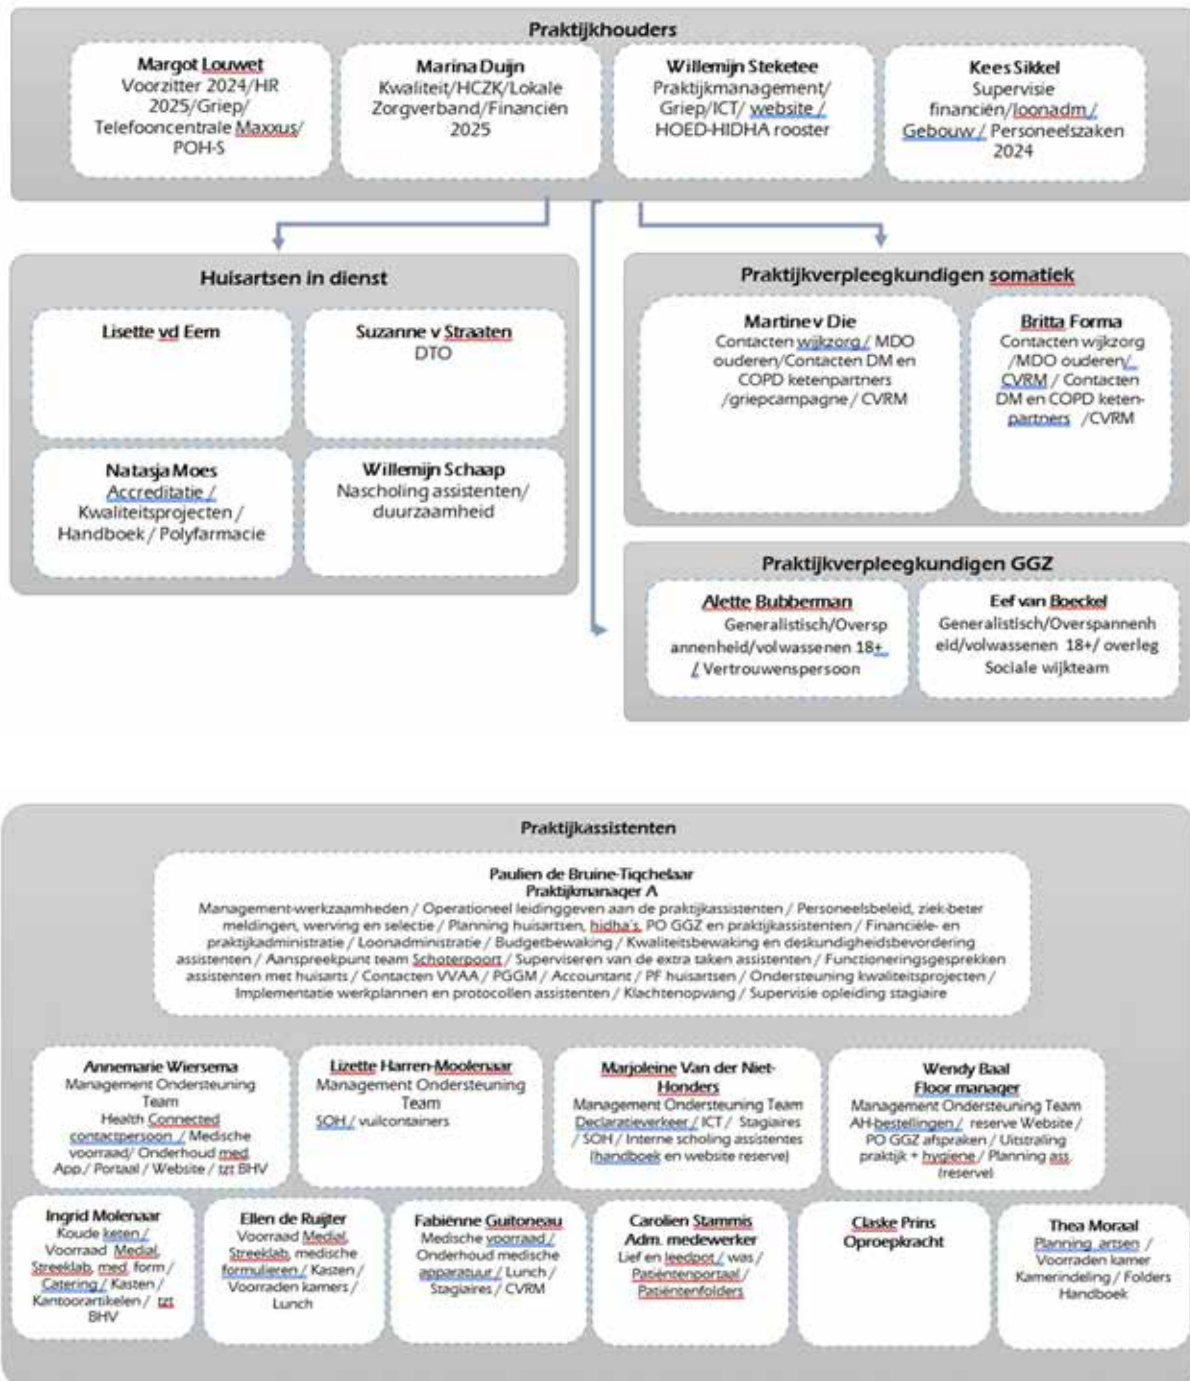 Praktijkhouders
Margot Louwet
Voorzitter 2024/HR
2025/Griep/
Telefooncentrale Maxxus/
POH-S
Marina Duijn
Kwaliteit/HCZK/Lokale
Zorgverband/Financiën
2025
Willemijn Steketee
Praktijkmanagement/
Griep/ICT/ website /
HOED-HIDHA rooster
Kees Sikkel
Supervisie
financiën/loonadm./
Gebouw / Personeelszaken
2024
Huisartsen in dienst
Lisette vd Eem
Suzanne v Straaten
DTO
Natasja Moes
Accreditatie /
Kwaliteitsprojecten /
Handboek / Polyfarmacie
Willemijn Schaap
Nascholing assistenten/
duurzaamheid
Praktijkverpleegkundigen somatiek
Martine v Die
Contacten wijkzorg / MDO
ouderen/Contacten DM en
COPD ketenpartners
/griepcampagne / CVRM
Britta Forma
Contacten wijkzorg
/MDO ouderen/
CVRM / Contacten
DM en COPD keten-
partners /CVRM
Praktijkverpleegkundigen GGZ
Alette Bubberman
Generalistisch/Oversp
annenheid/volwassenen 18+
/ Vertrouwenspersoon
Eef van Boeckel
Generalistisch/Overspannenh
eid/volwassenen 18+/ overleg
Sociale wijkteam
Praktijkassistenten
Paulien de Bruine-Tigchelaar
Praktijkmanager A
Management-werkzaamheden / Operationeel leidinggeven aan de praktijkassistenten / Personeelsbeleid, ziek-beter
meldingen, werving en selectie / Planning huisartsen, hidha's, PO GGZ en praktijkassistenten / Financiële- en
praktijkadministratie / Loonadministratie / Budgetbewaking / Kwaliteitsbewaking en deskundigheidsbevordering
assistenten / Aanspreekpunt team Schoterpoort / Superviseren van de extra taken assistenten / Functioneringsgesprekken
assistenten met huisarts / Contacten VVAA / PGGM / Accountant / PF huisartsen / Ondersteuning kwaliteitsprojecten /
Implementatie werkplannen en protocollen assistenten / Klachtenopvang / Supervisie opleiding stagiaire
Annemarie Wiersema
Management Ondersteuning
Team
Health Connected
contactpersoon / Medische
voorraad/ Onderhoud med.
App./ Portaal / Website / tzt BHV
Lizette Harren-Moolenaar
Management Ondersteuning
Team
SOH / vuilcontainers
Marjoleine Van der Niet-
Honders
Management Ondersteuning Team
Declaratieverkeer / ICT / Stagiaires
/ SOH / Interne scholing assistentes
(handboek en website reserve)
Wendy Baal
Floor manager
Management Ondersteuning Team
AH-bestellingen / reserve Website /
PO GGZ afspraken / Uitstraling
praktijk + hygiene / Planning ass.
(reserve)
Ingrid Molenaar
Koude keten /
Voorraad Medial,
Streeklab, med. form /
Catering / Kasten /
Kantoorartikelen / tzt
BHV
Ellen de Ruijter
Voorraad Medial,
Streeklab, medische
formulieren / Kasten /
Voorraden kamers /
Lunch
Fabiënne Guitoneau
Medische voorraad /
Onderhoud medische
apparatuur / Lunch /
Stagiaires / CVRM
Carolien Stammis
Adm. medewerker
Lief en leedpot / was /
Patiëntenportaal /
Patiëntenfolders
Claske Prins
Oproepkracht
Thea Moraal
Planning artsen /
Voorraden kamer
Kamerindeling / Folders
Handboek